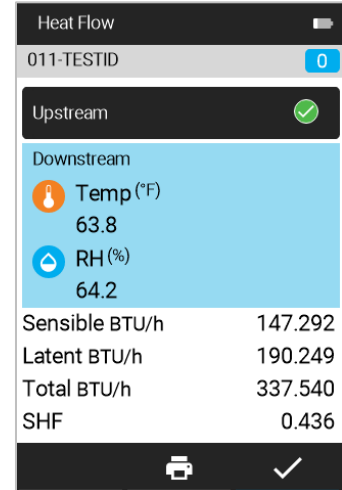 Heat Flow
011-TESTID 0
Upstream
Downstream
Temp (°F)
63.8
RH (%)
64.2
Sensible BTU/h 147.292
Latent BTU/h 190.249
Total BTU/h 337.540
SHF 0.436